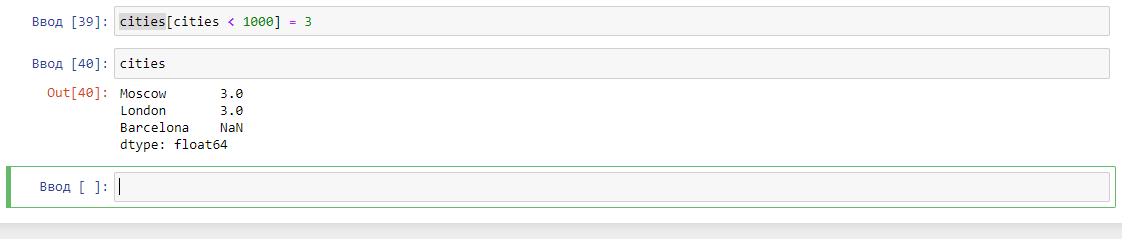 Ввод [39]: cities[cities < 1000] = 3
Ввод [40]: cities
Out[40]: Moscow 3.0
London 3.0
Barcelona NaN
dtype: float64
Ввод [ ]: